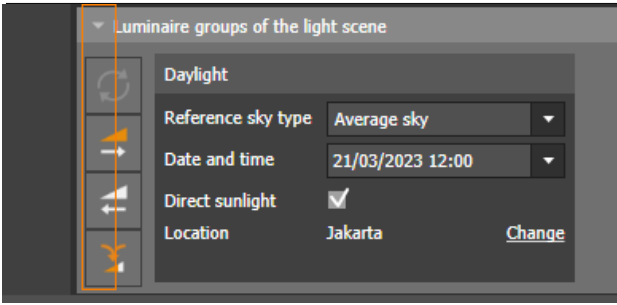 Luminaire groups of the light scene
Daylight
Reference sky type Average sky
Date and time 21/03/2023 12:00
Direct sunlight
Location Jakarta Change